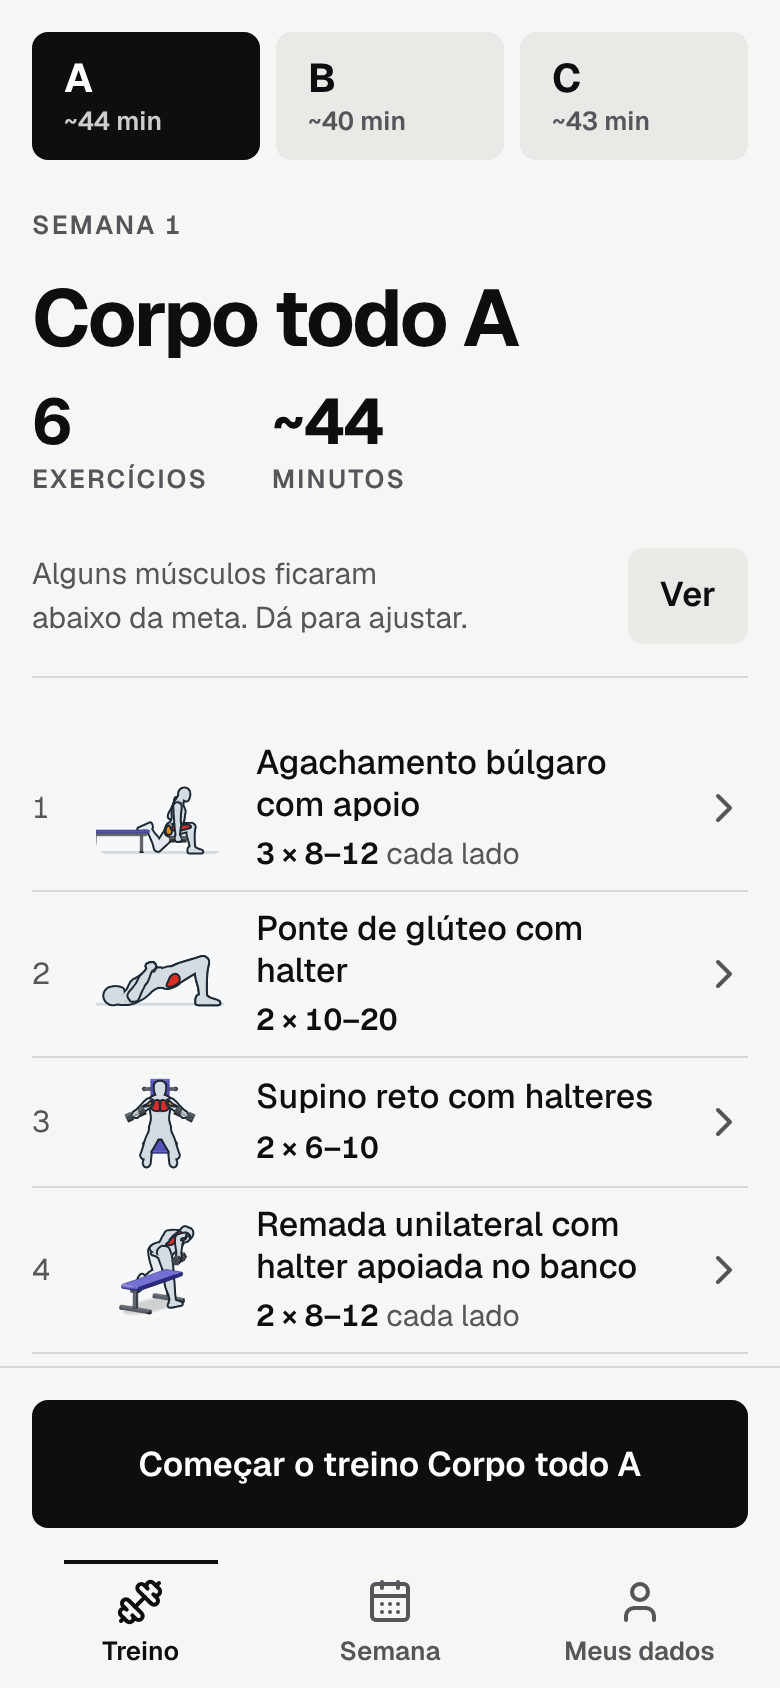 A
~44 min
B
~40 min
C
~43 min
SEMANA 1
Corpo todo A
6
EXERCÍCIOS
~44
MINUTOS
Alguns músculos ficaram
abaixo da meta. Dá para ajustar.
Ver
1
Agachamento búlgaro
com apoio
3 × 8–12 cada lado
2
Ponte de glúteo com
halter
2 × 10–20
3
Supino reto com halteres
2 × 6–10
4
Remada unilateral com
halter apoiada no banco
2 × 8–12 cada lado
Começar o treino Corpo todo A
Treino
Semana
Meus dados